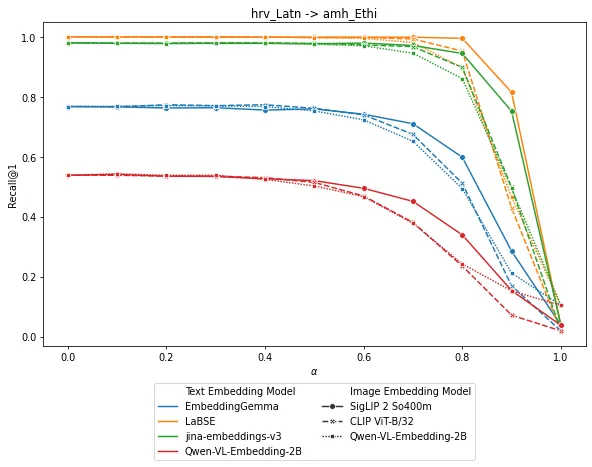 hrv_Latn -> amh_Ethi
1.0
0.8
0.6
0.4
0.2
0.0
Recall@1
0.0 0.2 0.4 0.6 0.8 1.0
α
Text Embedding Model
EmbeddingGemma
LaBSE
jina-embeddings-v3
Qwen-VL-Embedding-2B
Image Embedding Model
SigLIP 2 So400m
CLIP ViT-B/32
Qwen-VL-Embedding-2B